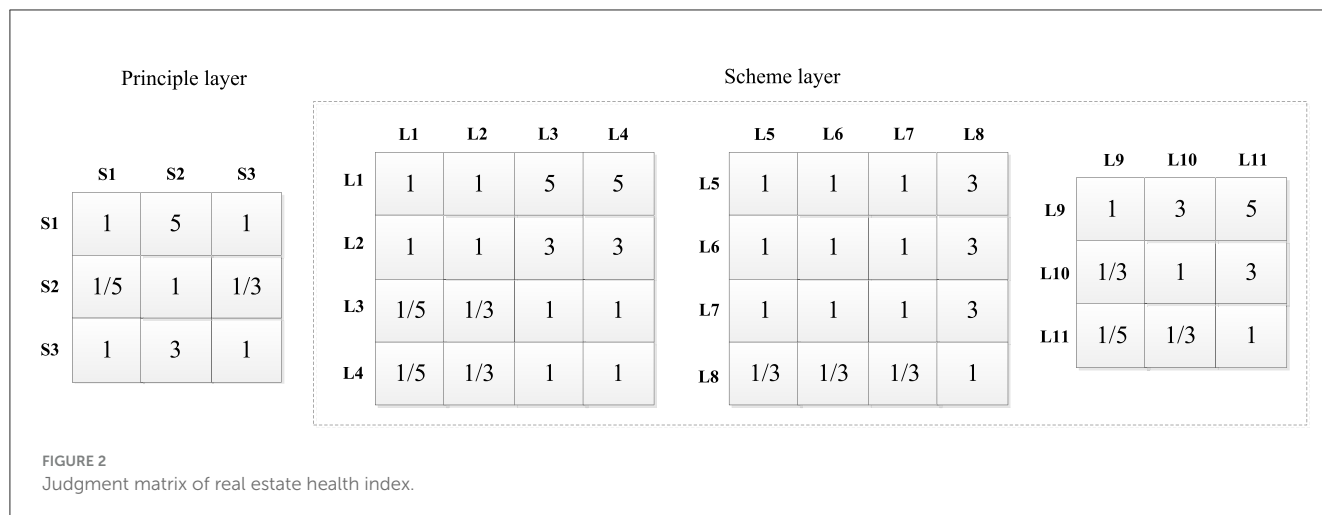 Principle layer
Scheme layer
S1 S2 S3
S1 1 5 1
S2 1/5 1 1/3
S3 1 3 1
L1 L2 L3 L4
L1 1 1 5 5
L2 1 1 3 3
L3 1/5 1/3 1 1
L4 1/5 1/3 1 1
L5 L6 L7 L8
L5 1 1 1 3
L6 1 1 1 3
L7 1 1 1 3
L8 1/3 1/3 1/3 1
L9 L10 L11
L9 1 3 5
L10 1/3 1 3
L11 1/5 1/3 1
FIGURE 2
Judgment matrix of real estate health index.